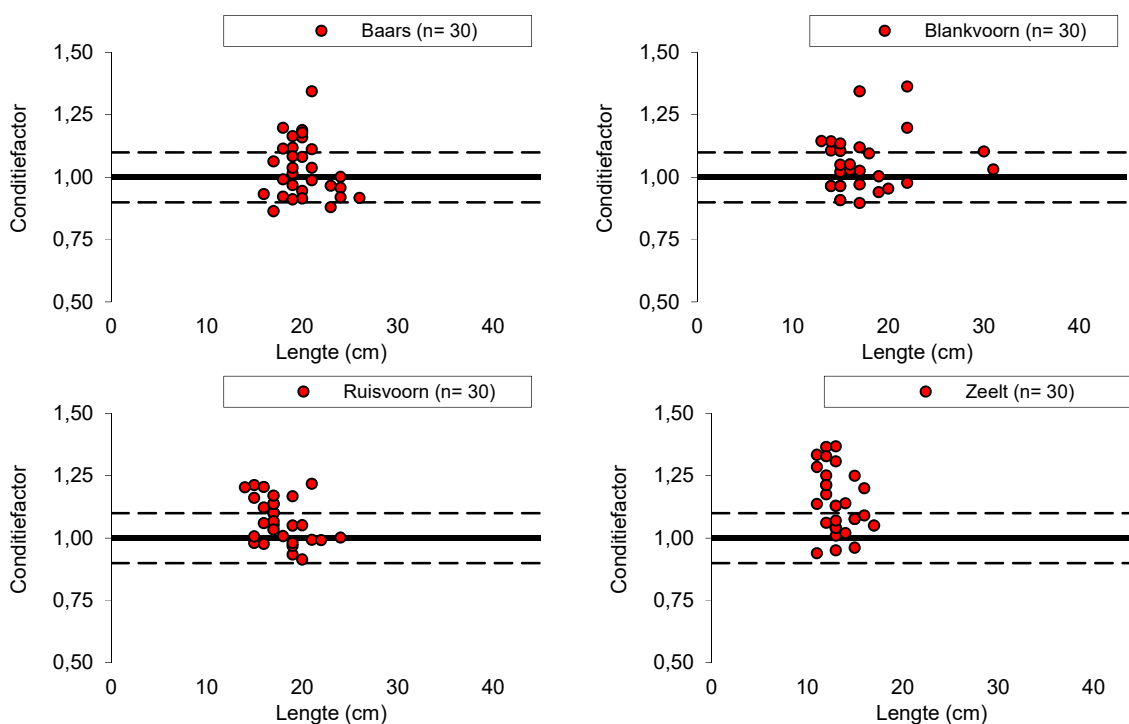 Baars (n= 30)
1,50
1,25
1,00
0,75
0,50
Conditiefactor
0 10 20 30 40
Lengte (cm)
Blankvoorn (n= 30)
1,50
1,25
1,00
0,75
0,50
Conditiefactor
0 10 20 30 40
Lengte (cm)
Ruisvoorn (n= 30)
1,50
1,25
1,00
0,75
0,50
Conditiefactor
0 10 20 30 40
Lengte (cm)
Zeelt (n= 30)
1,50
1,25
1,00
0,75
0,50
Conditiefactor
0 10 20 30 40
Lengte (cm)